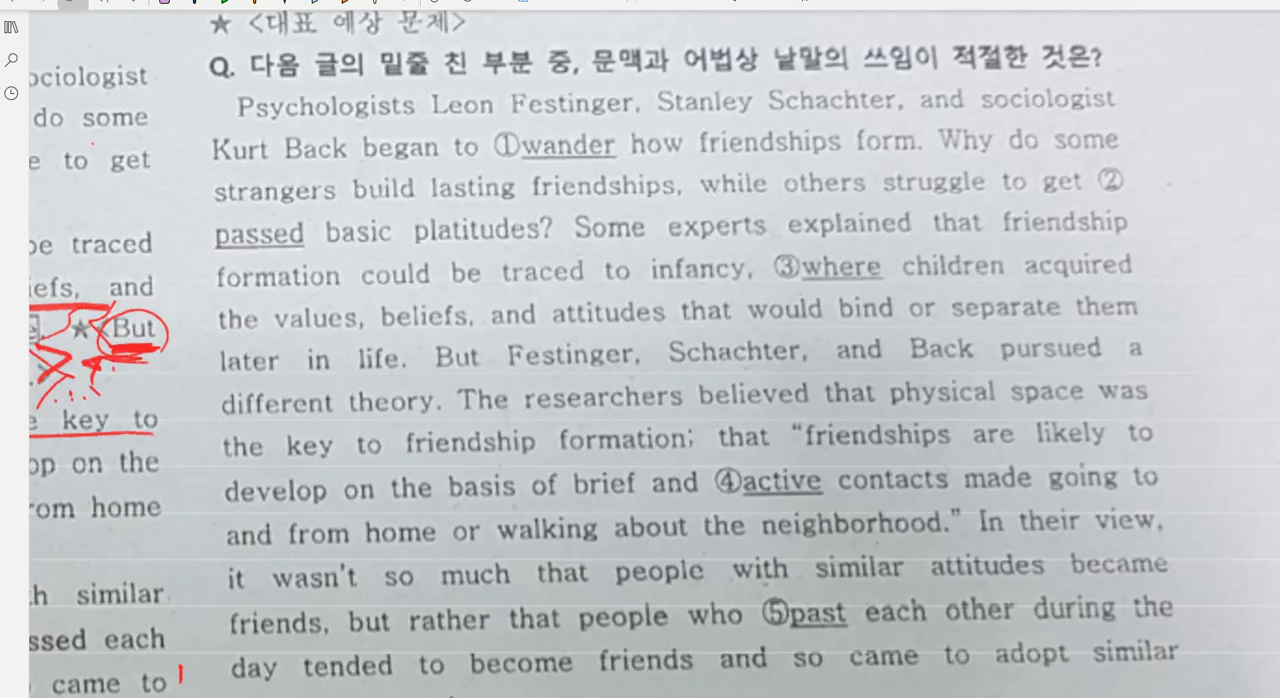 ★ <대표 예상 문제>
Q. 다음 글의 밑줄 친 부분 중, 문맥과 어법상 낱말의 쓰임이 적절한 것은?
Psychologists Leon Festinger, Stanley Schachter, and sociologist
Kurt Back began to ①wander how friendships form. Why do some
strangers build lasting friendships, while others struggle to get ②
passed basic platitudes? Some experts explained that friendship
formation could be traced to infancy, ③where children acquired
the values, beliefs, and attitudes that would bind or separate them
later in life. But Festinger, Schachter, and Back pursued a
different theory. The researchers believed that physical space was
the key to friendship formation; that “friendships are likely to
develop on the basis of brief and ④active contacts made going to
and from home or walking about the neighborhood.” In their view,
it wasn't so much that people with similar attitudes became
friends, but rather that people who ⑤past each other during the
day tended to become friends and so came to adopt similar
ociologist
do some
e to get
be traced
iefs, and
★ But
e key to
op on the
rom home
h similar
ssed each
came to